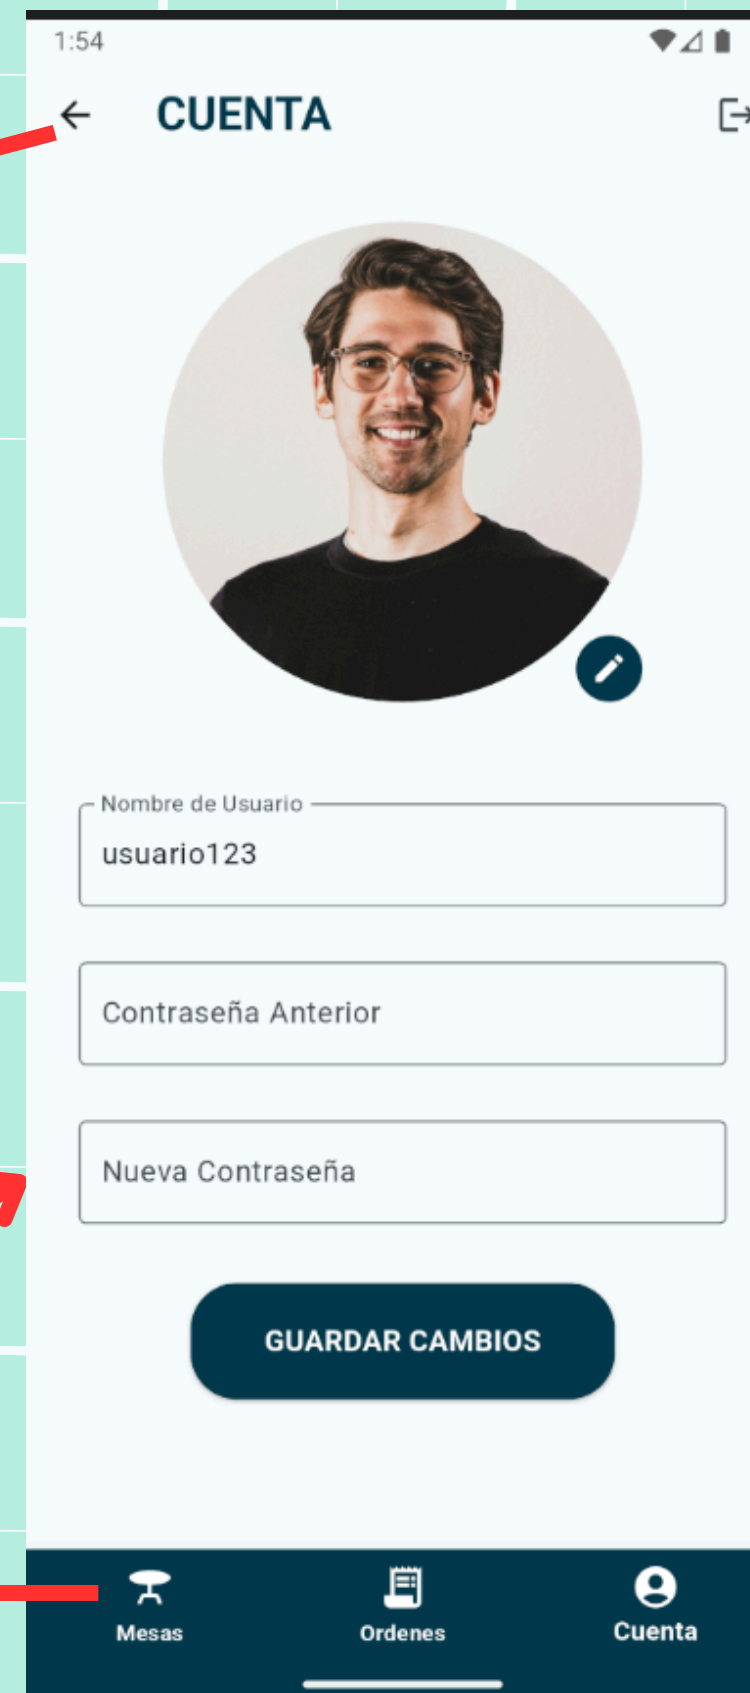 1:54
CUENTA
Nombre de Usuario
usuario123
Contraseña Anterior
Nueva Contraseña
GUARDAR CAMBIOS
Mesas
Ordenes
Cuenta